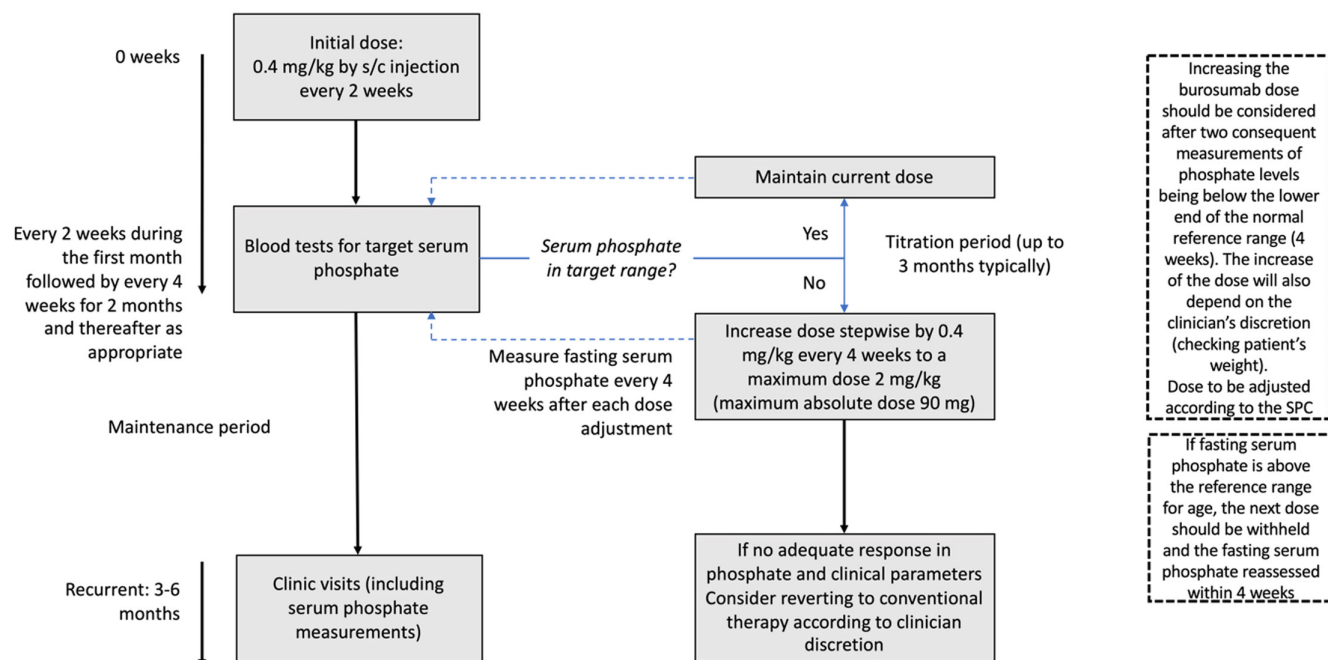 0 weeks
Initial dose:
0.4 mg/kg by s/c injection
every 2 weeks
Every 2 weeks during
the first month
followed by every 4
weeks for 2 months
and thereafter as
appropriate
Blood tests for target serum
phosphate
Serum phosphate
in target range?
Maintain current dose
Yes
No
Titration period (up to
3 months typically)
Increase dose stepwise by 0.4
mg/kg every 4 weeks to a
maximum dose 2 mg/kg
(maximum absolute dose 90 mg)
Measure fasting serum
phosphate every 4
weeks after each dose
adjustment
Maintenance period
Recurrent: 3-6
months
Clinic visits (including
serum phosphate
measurements)
If no adequate response in
phosphate and clinical parameters
Consider reverting to conventional
therapy according to clinician
discretion
Increasing the
burosumab dose
should be considered
after two consequent
measurements of
phosphate levels
being below the lower
end of the normal
reference range (4
weeks). The increase
of the dose will also
depend on the
clinician's discretion
(checking patient's
weight).
Dose to be adjusted
according to the SPC
If fasting serum
phosphate is above
the reference range
for age, the next dose
should be withheld
and the fasting serum
phosphate reassessed
within 4 weeks